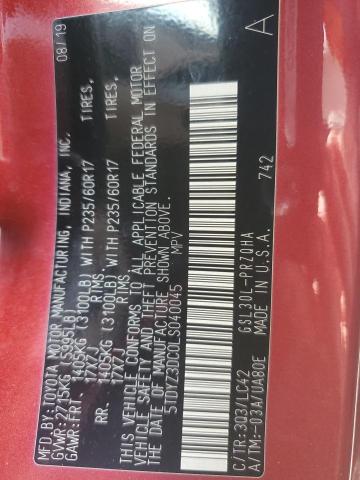 MFD BY: TOYOTA MOTOR MANUFACTURING, INDIANA, INC. 08/19
GVWR: 2715KG (5995LB)
GAWR: FRT. 1405KG (3100LB) WITH P235/60R17 TIRES,
17X7J RIMS,
RR. 1405KG (3100LB) WITH P235/60R17 TIRES,
17X7J RIMS
THIS VEHICLE CONFORMS TO ALL APPLICABLE FEDERAL MOTOR
VEHICLE SAFETY AND THEFT PREVENTION STANDARDS IN EFFECT ON
THE DATE OF MANUFACTURE SHOWN ABOVE.
5TDYZ3DC0LS040045 MPV
742 A
C/TR:3Q3/LC42 GSL30L-PRZQHA
A/TM:-03A/UA80E MADE IN U.S.A.